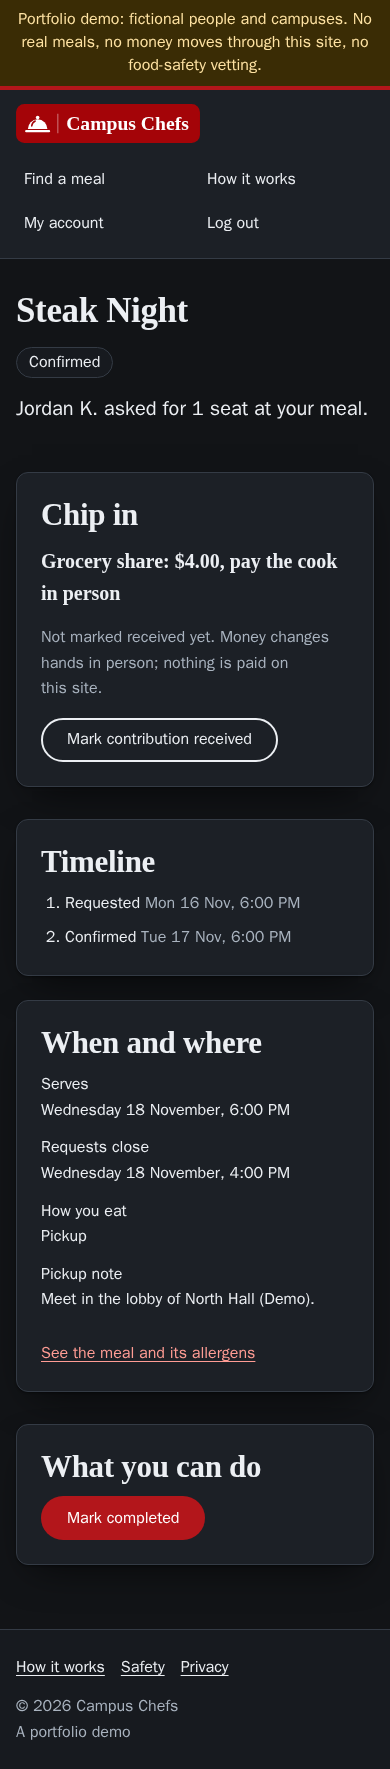 Portfolio demo: fictional people and campuses. No
real meals, no money moves through this site, no
food-safety vetting.
Campus Chefs
Find a meal
How it works
My account
Log out
Steak Night
Confirmed
Jordan K. asked for 1 seat at your meal.
Chip in
Grocery share: $4.00, pay the cook
in person
Not marked received yet. Money changes
hands in person; nothing is paid on
this site.
Mark contribution received
Timeline
1. Requested Mon 16 Nov, 6:00 PM
2. Confirmed Tue 17 Nov, 6:00 PM
When and where
Serves
Wednesday 18 November, 6:00 PM
Requests close
Wednesday 18 November, 4:00 PM
How you eat
Pickup
Pickup note
Meet in the lobby of North Hall (Demo).
See the meal and its allergens
What you can do
Mark completed
How it works Safety Privacy
© 2026 Campus Chefs
A portfolio demo